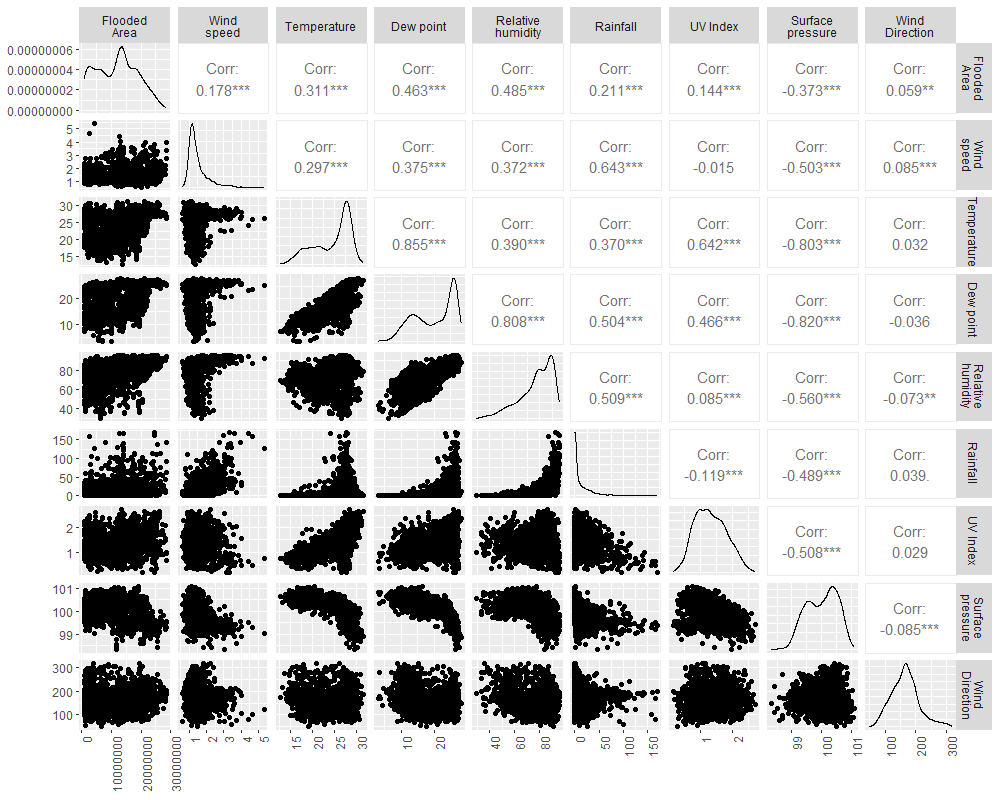 Flooded Area
Wind speed
Temperature
Dew point
Relative humidity
Rainfall
UV Index
Surface pressure
Wind Direction
0.00000006
0.00000004
0.00000002
0.00000000
Corr: 0.178***
Corr: 0.311***
Corr: 0.463***
Corr: 0.485***
Corr: 0.211***
Corr: 0.144***
Corr: -0.373***
Corr: 0.059**
Flooded Area
5
4
3
2
1
Corr: 0.297***
Corr: 0.375***
Corr: 0.372***
Corr: 0.643***
Corr: -0.015
Corr: -0.503***
Corr: 0.085***
Wind speed
30
25
20
15
Corr: 0.855***
Corr: 0.390***
Corr: 0.370***
Corr: 0.642***
Corr: -0.803***
Corr: 0.032
Temperature
20
10
Corr: 0.808***
Corr: 0.504***
Corr: 0.466***
Corr: -0.820***
Corr: -0.036
Dew point
80
60
40
Corr: 0.509***
Corr: 0.085***
Corr: -0.560***
Corr: -0.073**
Relative humidity
150
100
50
0
Corr: -0.119***
Corr: -0.489***
Corr: 0.039.
Rainfall
2
1
Corr: -0.508***
Corr: 0.029
UV Index
101
100
99
Corr: -0.085***
Surface pressure
300
200
100
Wind Direction
0
10000000
20000000
30000000
1
2
3
4
5
15
20
25
30
10
20
40
60
80
0
50
100
150
1
2
99
100
101
100
200
300